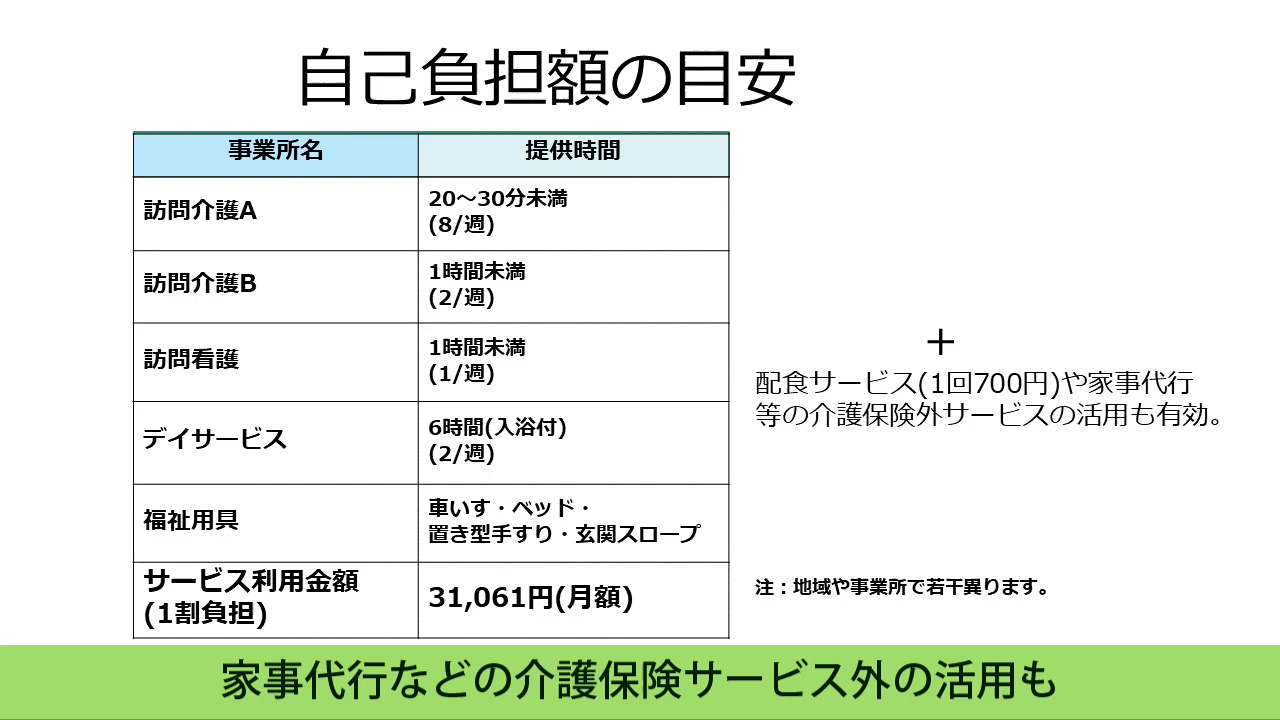 自己負担額の目安
事業所名 提供時間
訪問介護A
20～30分未満
(8/週)
訪問介護B
1時間未満
(2/週)
訪問看護
1時間未満
(1/週)
デイサービス
6時間(入浴付)
(2/週)
福祉用具
車いす・ベッド・
置き型手すり・玄関スロープ
サービス利用金額
(1割負担)
31,061円(月額)
＋
配食サービス(1回700円)や家事代行
等の介護保険外サービスの活用も有効。
注：地域や事業所で若干異ります。
家事代行などの介護保険サービス外の活用も